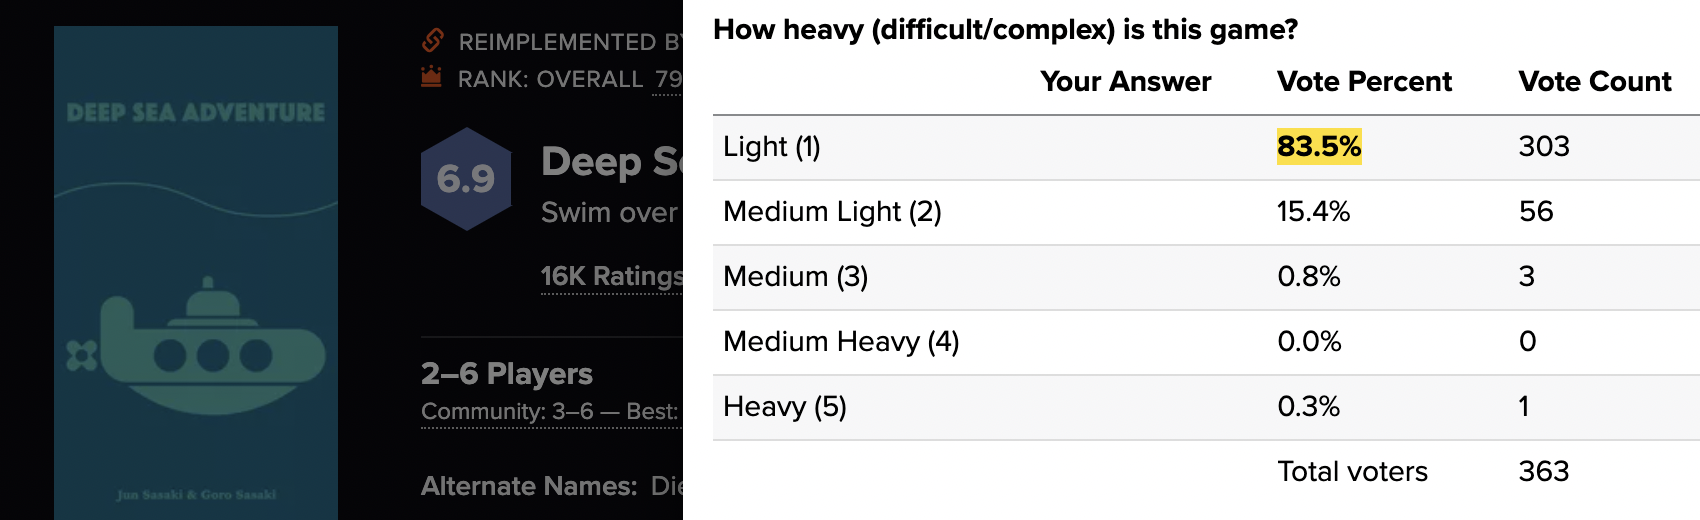 DEEP SEA ADVENTURE
Jun Sasaki & Goro Sasaki
REIMPLEMENTED BY
RANK: OVERALL 79
6.9
Deep S
Swim over
16K Ratings
2–6 Players
Community: 3–6 — Best:
Alternate Names: Die
How heavy (difficult/complex) is this game?
Your Answer Vote Percent Vote Count
Light (1) 83.5% 303
Medium Light (2) 15.4% 56
Medium (3) 0.8% 3
Medium Heavy (4) 0.0% 0
Heavy (5) 0.3% 1
Total voters 363